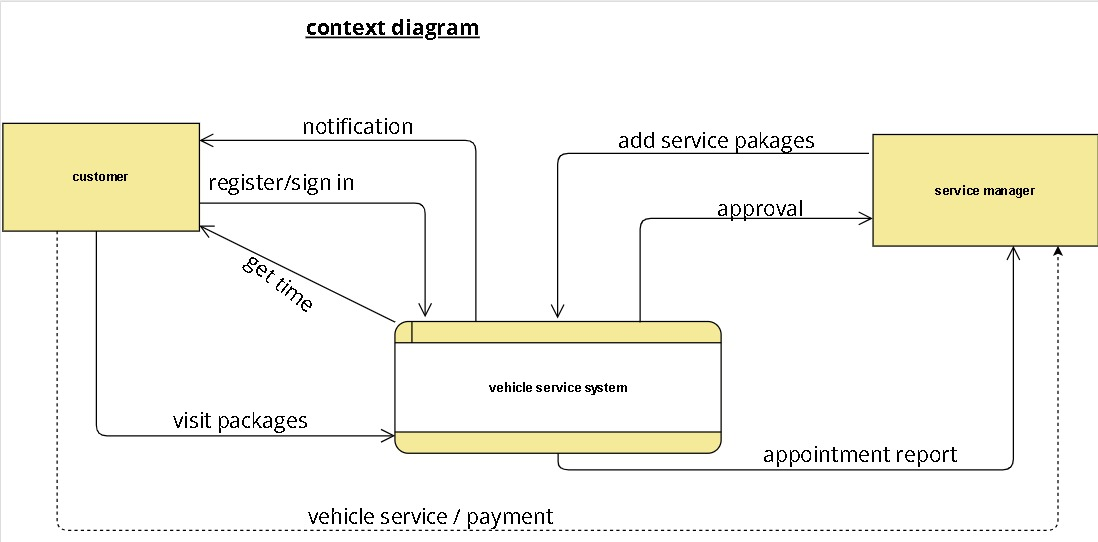 context diagram
notification
add service pakages
customer
register/sign in
service manager
approval
get time
vehicle service system
visit packages
appointment report
vehicle service / payment